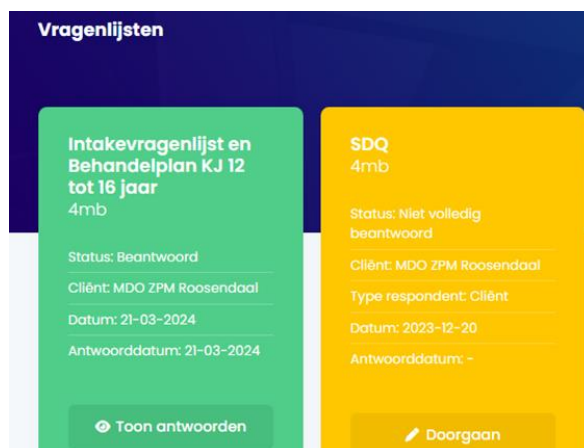 Vragenlijsten
Intakevragenlijst en
Behandelplan KJ 12
tot 16 jaar
4mb
Status: Beantwoord
Cliënt: MDO ZPM Roosendaal
Datum: 21-03-2024
Antwoorddatum: 21-03-2024
Toon antwoorden
SDQ
4mb
Status: Niet volledig
beantwoord
Cliënt: MDO ZPM Roosendaal
Type respondent: Cliënt
Datum: 2023-12-20
Antwoorddatum: -
Doorgaan